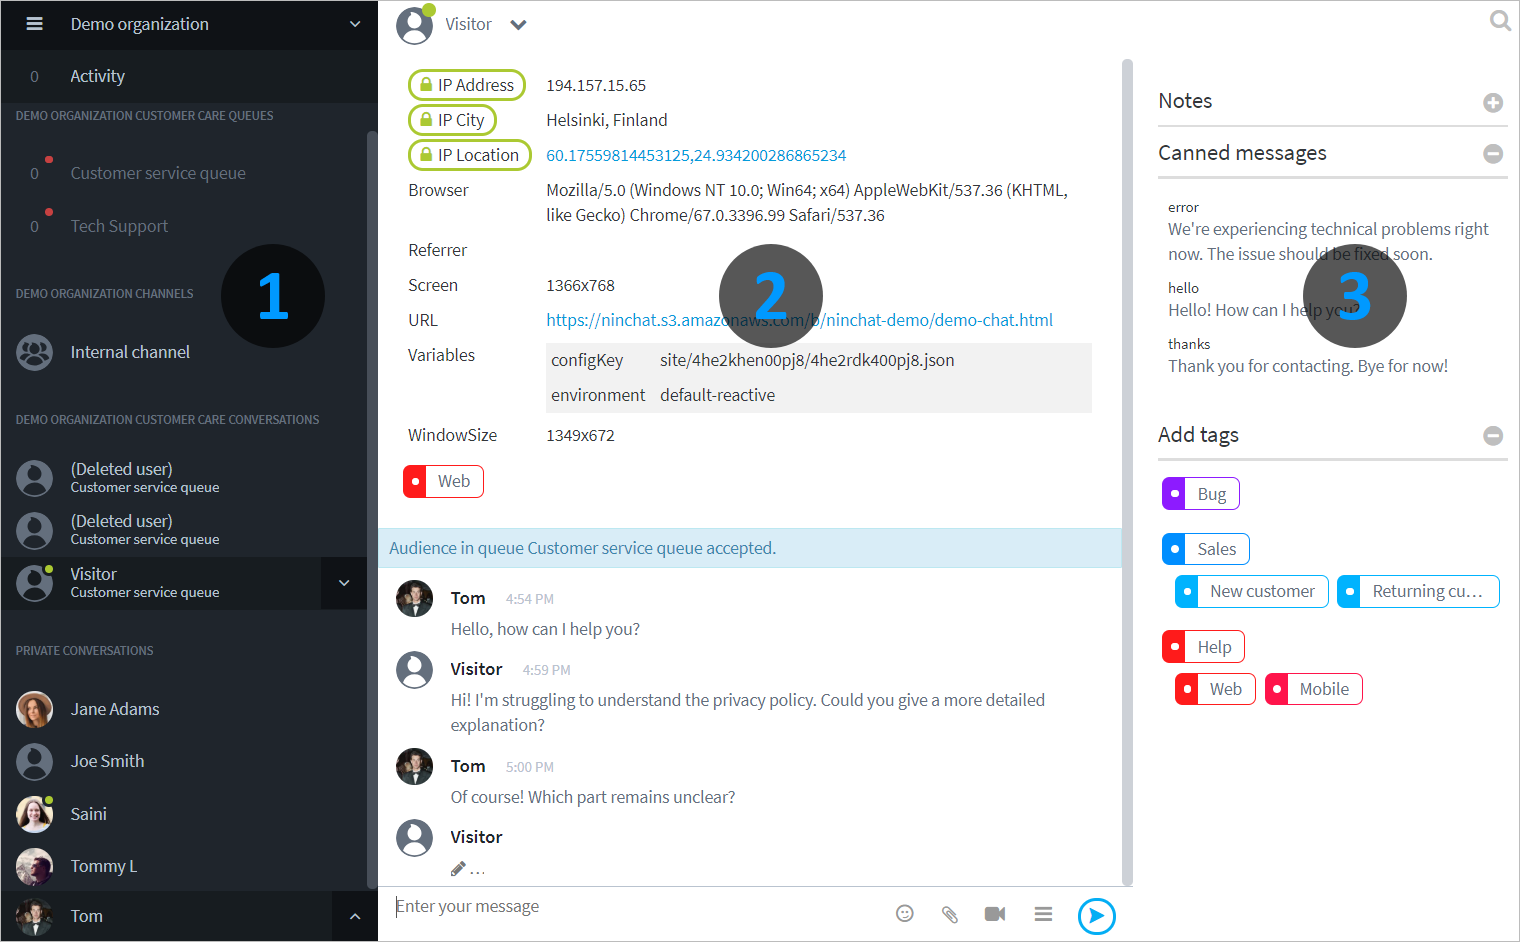 Demo organization
0 Activity
DEMO ORGANIZATION CUSTOMER CARE QUEUES
0 Customer service queue
0 Tech Support
DEMO ORGANIZATION CHANNELS
Internal channel
DEMO ORGANIZATION CUSTOMER CARE CONVERSATIONS
(Deleted user)
Customer service queue
(Deleted user)
Customer service queue
Visitor
Customer service queue
PRIVATE CONVERSATIONS
Jane Adams
Joe Smith
Saini
Tommy L
Tom
1
Visitor
IP Address 194.157.15.65
IP City Helsinki, Finland
IP Location 60.17559814453125,24.934200286865234
Browser Mozilla/5.0 (Windows NT 10.0; Win64; x64) AppleWebKit/537.36 (KHTML,
like Gecko) Chrome/67.0.3396.99 Safari/537.36
Referrer
Screen 1366x768
URL https://ninchat.s3.amazonaws.com/b/ninchat-demo/demo-chat.html
Variables configKey site/4he2khen00pj8/4he2rdk400pj8.json
environment default-reactive
WindowSize 1349x672
Web
2
Audience in queue Customer service queue accepted.
Tom 4:54 PM
Hello, how can I help you?
Visitor 4:59 PM
Hi! I'm struggling to understand the privacy policy. Could you give a more detailed
explanation?
Tom 5:00 PM
Of course! Which part remains unclear?
Visitor
...
Enter your message
Notes
Canned messages
error
We're experiencing technical problems right
now. The issue should be fixed soon.
hello
Hello! How can I help you?
thanks
Thank you for contacting. Bye for now!
3
Add tags
Bug
Sales
New customer Returning cu...
Help
Web Mobile